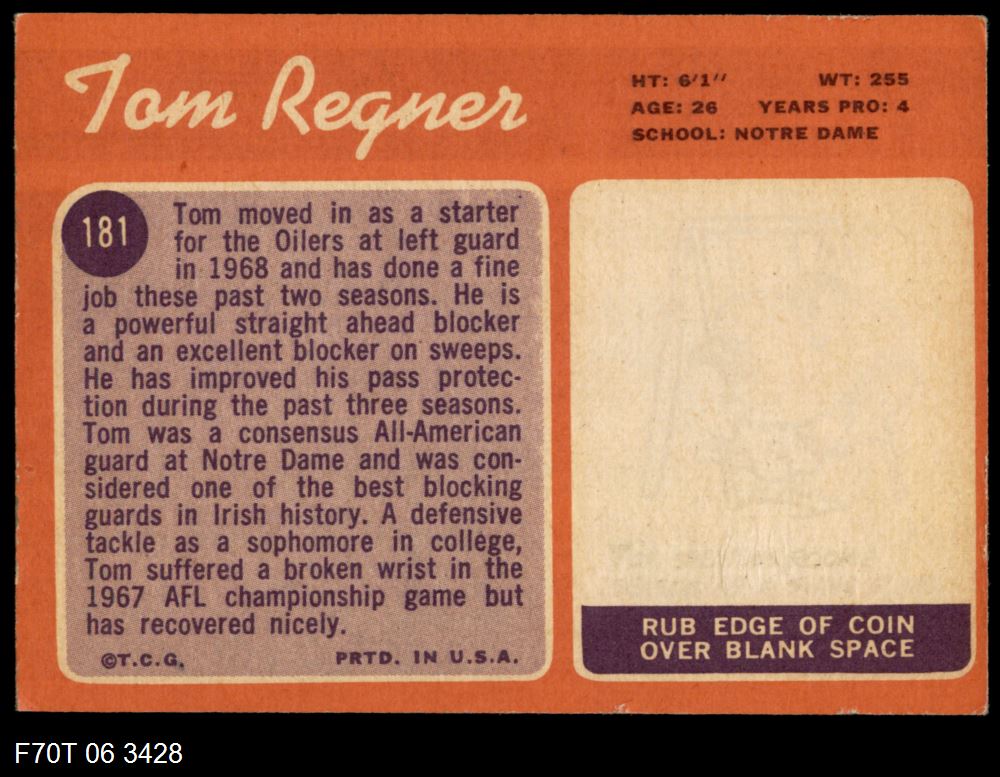 Tom Regner
HT: 6'1" WT: 255
AGE: 26 YEARS PRO: 4
SCHOOL: NOTRE DAME
181
Tom moved in as a starter
for the Oilers at left guard
in 1968 and has done a fine
job these past two seasons. He is
a powerful straight ahead blocker
and an excellent blocker on sweeps.
He has improved his pass protec-
tion during the past three seasons.
Tom was a consensus All-American
guard at Notre Dame and was con-
sidered one of the best blocking
guards in Irish history. A defensive
tackle as a sophomore in college,
Tom suffered a broken wrist in the
1967 AFL championship game but
has recovered nicely.
©T.C.G. PRTD. IN U.S.A.
RUB EDGE OF COIN
OVER BLANK SPACE
F70T 06 3428